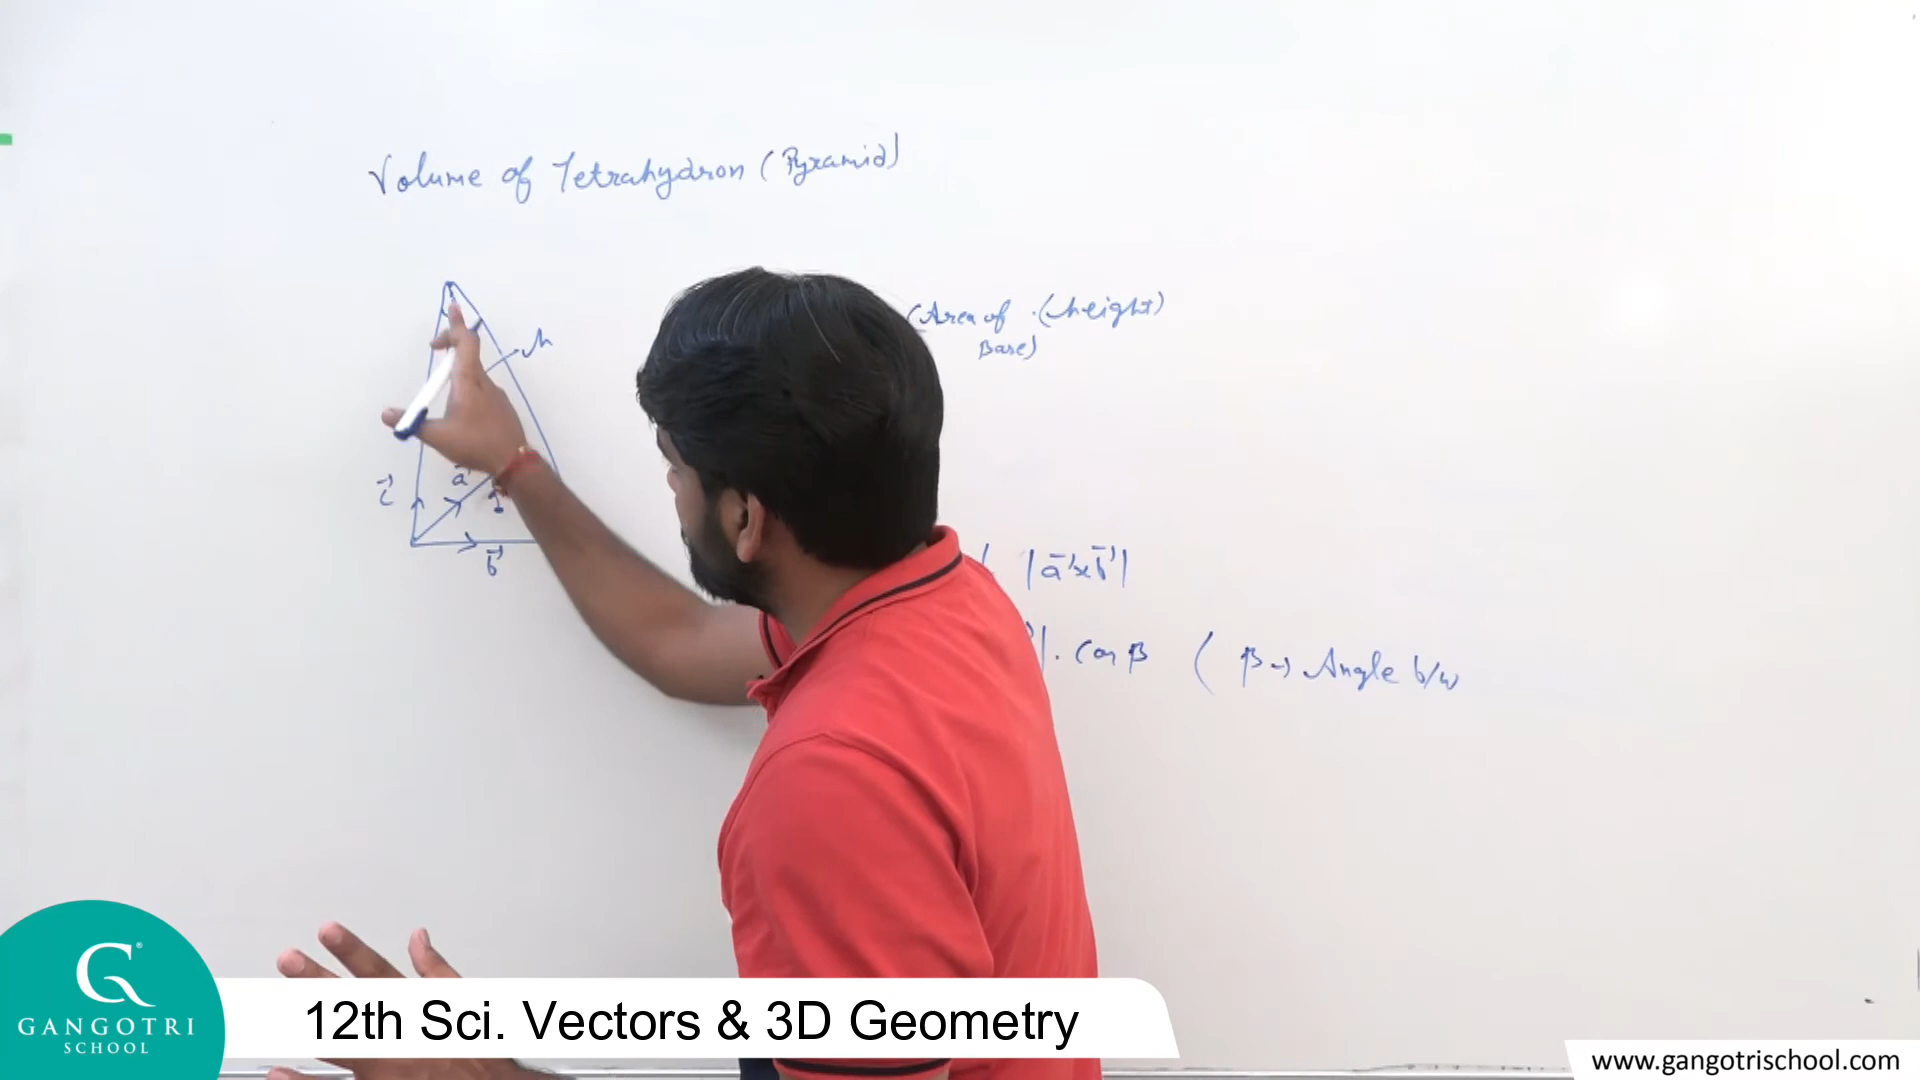 Volume of Tetrahydron (Pyramid)
(Area of . (height)
Base)
h
c⃗
a⃗
b⃗
|a⃗×b⃗|
|. Cos β ( β→ Angle b/w
GANGOTRI
SCHOOL
12th Sci. Vectors & 3D Geometry
www.gangotrischool.com